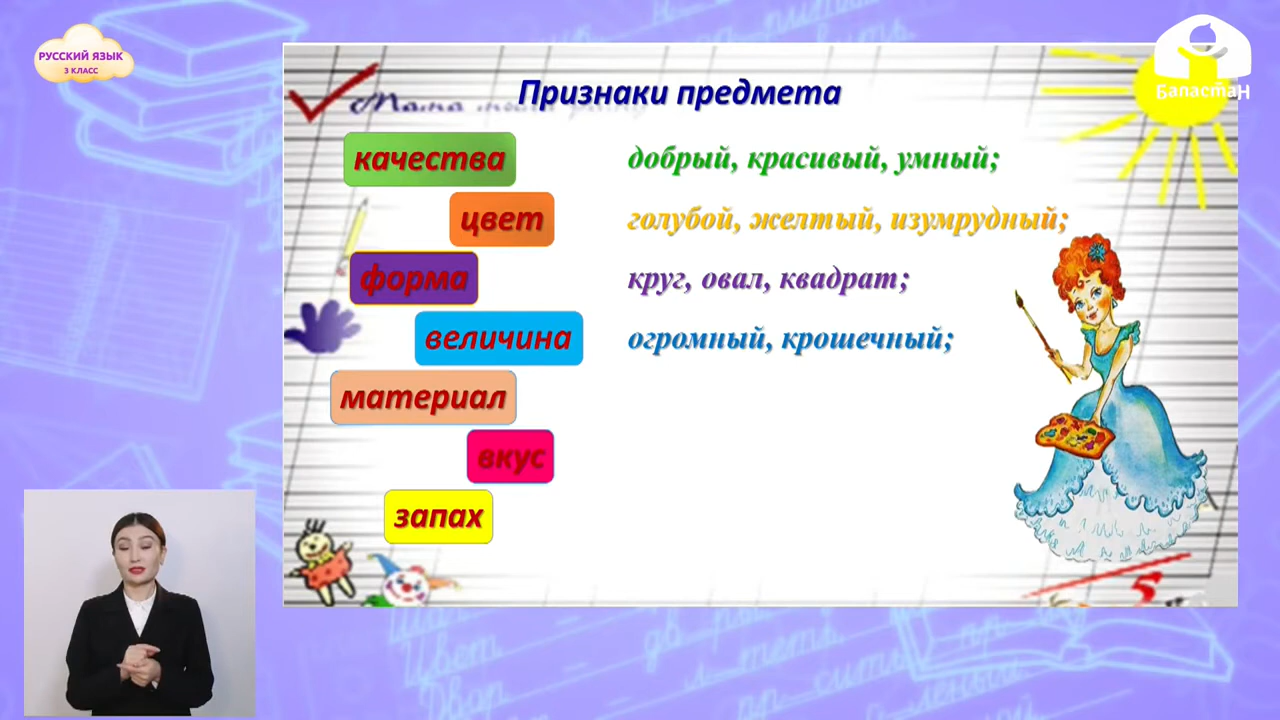 РУССКИЙ ЯЗЫК
3 КЛАСС
Баластан
Признаки предмета
качества добрый, красивый, умный;
цвет голубой, желтый, изумрудный;
форма круг, овал, квадрат;
величина огромный, крошечный;
материал
вкус
запах
5